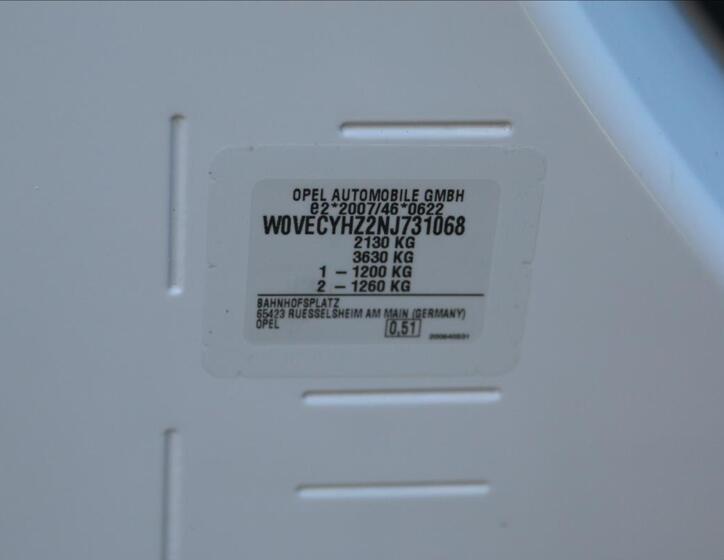 OPEL AUTOMOBILE GMBH
e2*2007/46*0622
W0VECYHZ2NJ731068
2130 KG
3630 KG
1 - 1200 KG
2 - 1260 KG
BAHNHOFSPLATZ
65423 RUESSELSHEIM AM MAIN (GERMANY)
OPEL 0,51